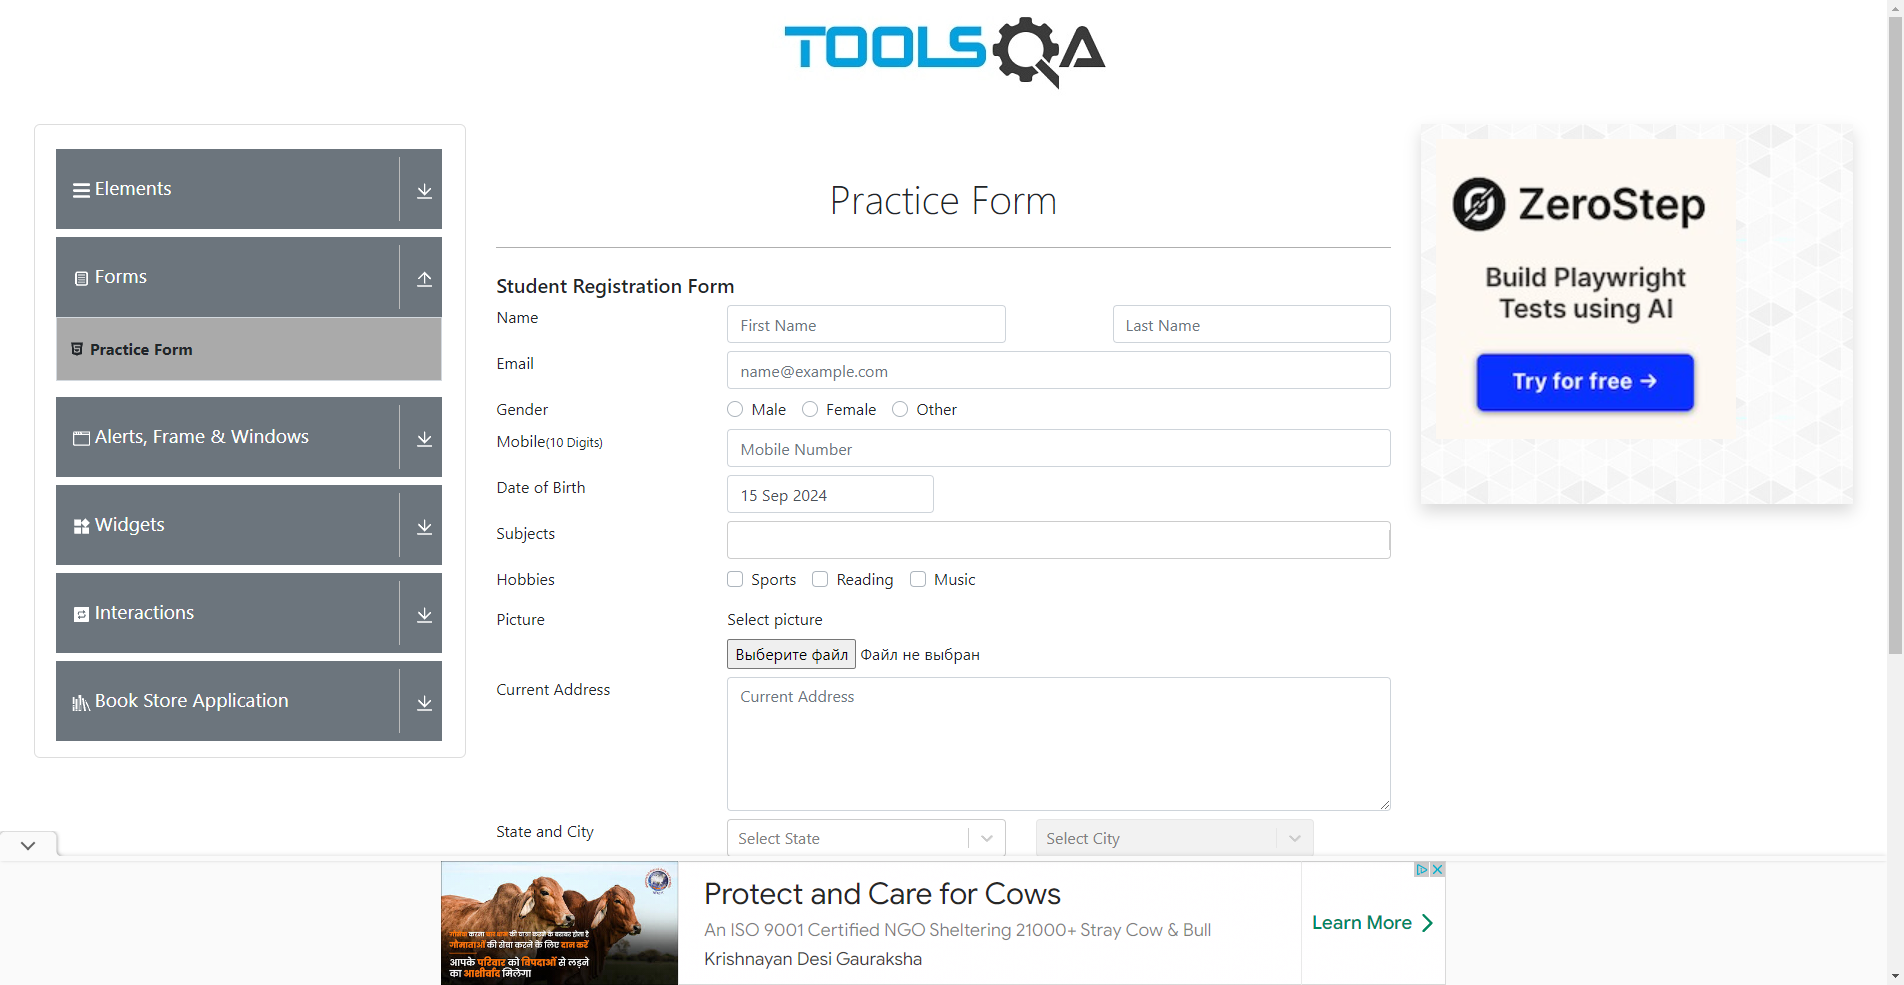 TOOLSQA
Elements
Forms
Practice Form
Alerts, Frame & Windows
Widgets
Interactions
Book Store Application
Practice Form
Student Registration Form
Name
First Name
Last Name
Email
name@example.com
Gender
Male
Female
Other
Mobile(10 Digits)
Mobile Number
Date of Birth
15 Sep 2024
Subjects
Hobbies
Sports
Reading
Music
Picture
Select picture
Выберите файл
Файл не выбран
Current Address
Current Address
State and City
Select State
Select City
ZeroStep
Build Playwright
Tests using AI
Try for free →
गौमाताओं की सेवा करने के लिए दान करें
आपके परिवार को विपदाओं से लड़ने
का आशीर्वाद मिलेगा
Protect and Care for Cows
An ISO 9001 Certified NGO Sheltering 21000+ Stray Cow & Bull
Krishnayan Desi Gauraksha
Learn More